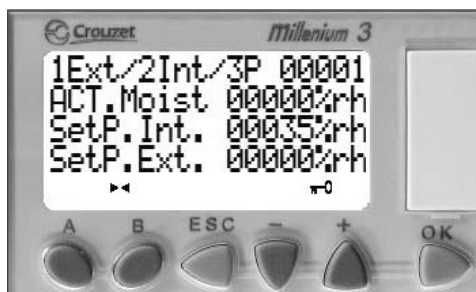 Crouzet millenium 3
1Ext/2Int/3P 00001
ACT.Moist 00000%rh
SetP.Int. 00035%rh
SetP.Ext. 00000%rh
A B ESC - + OK